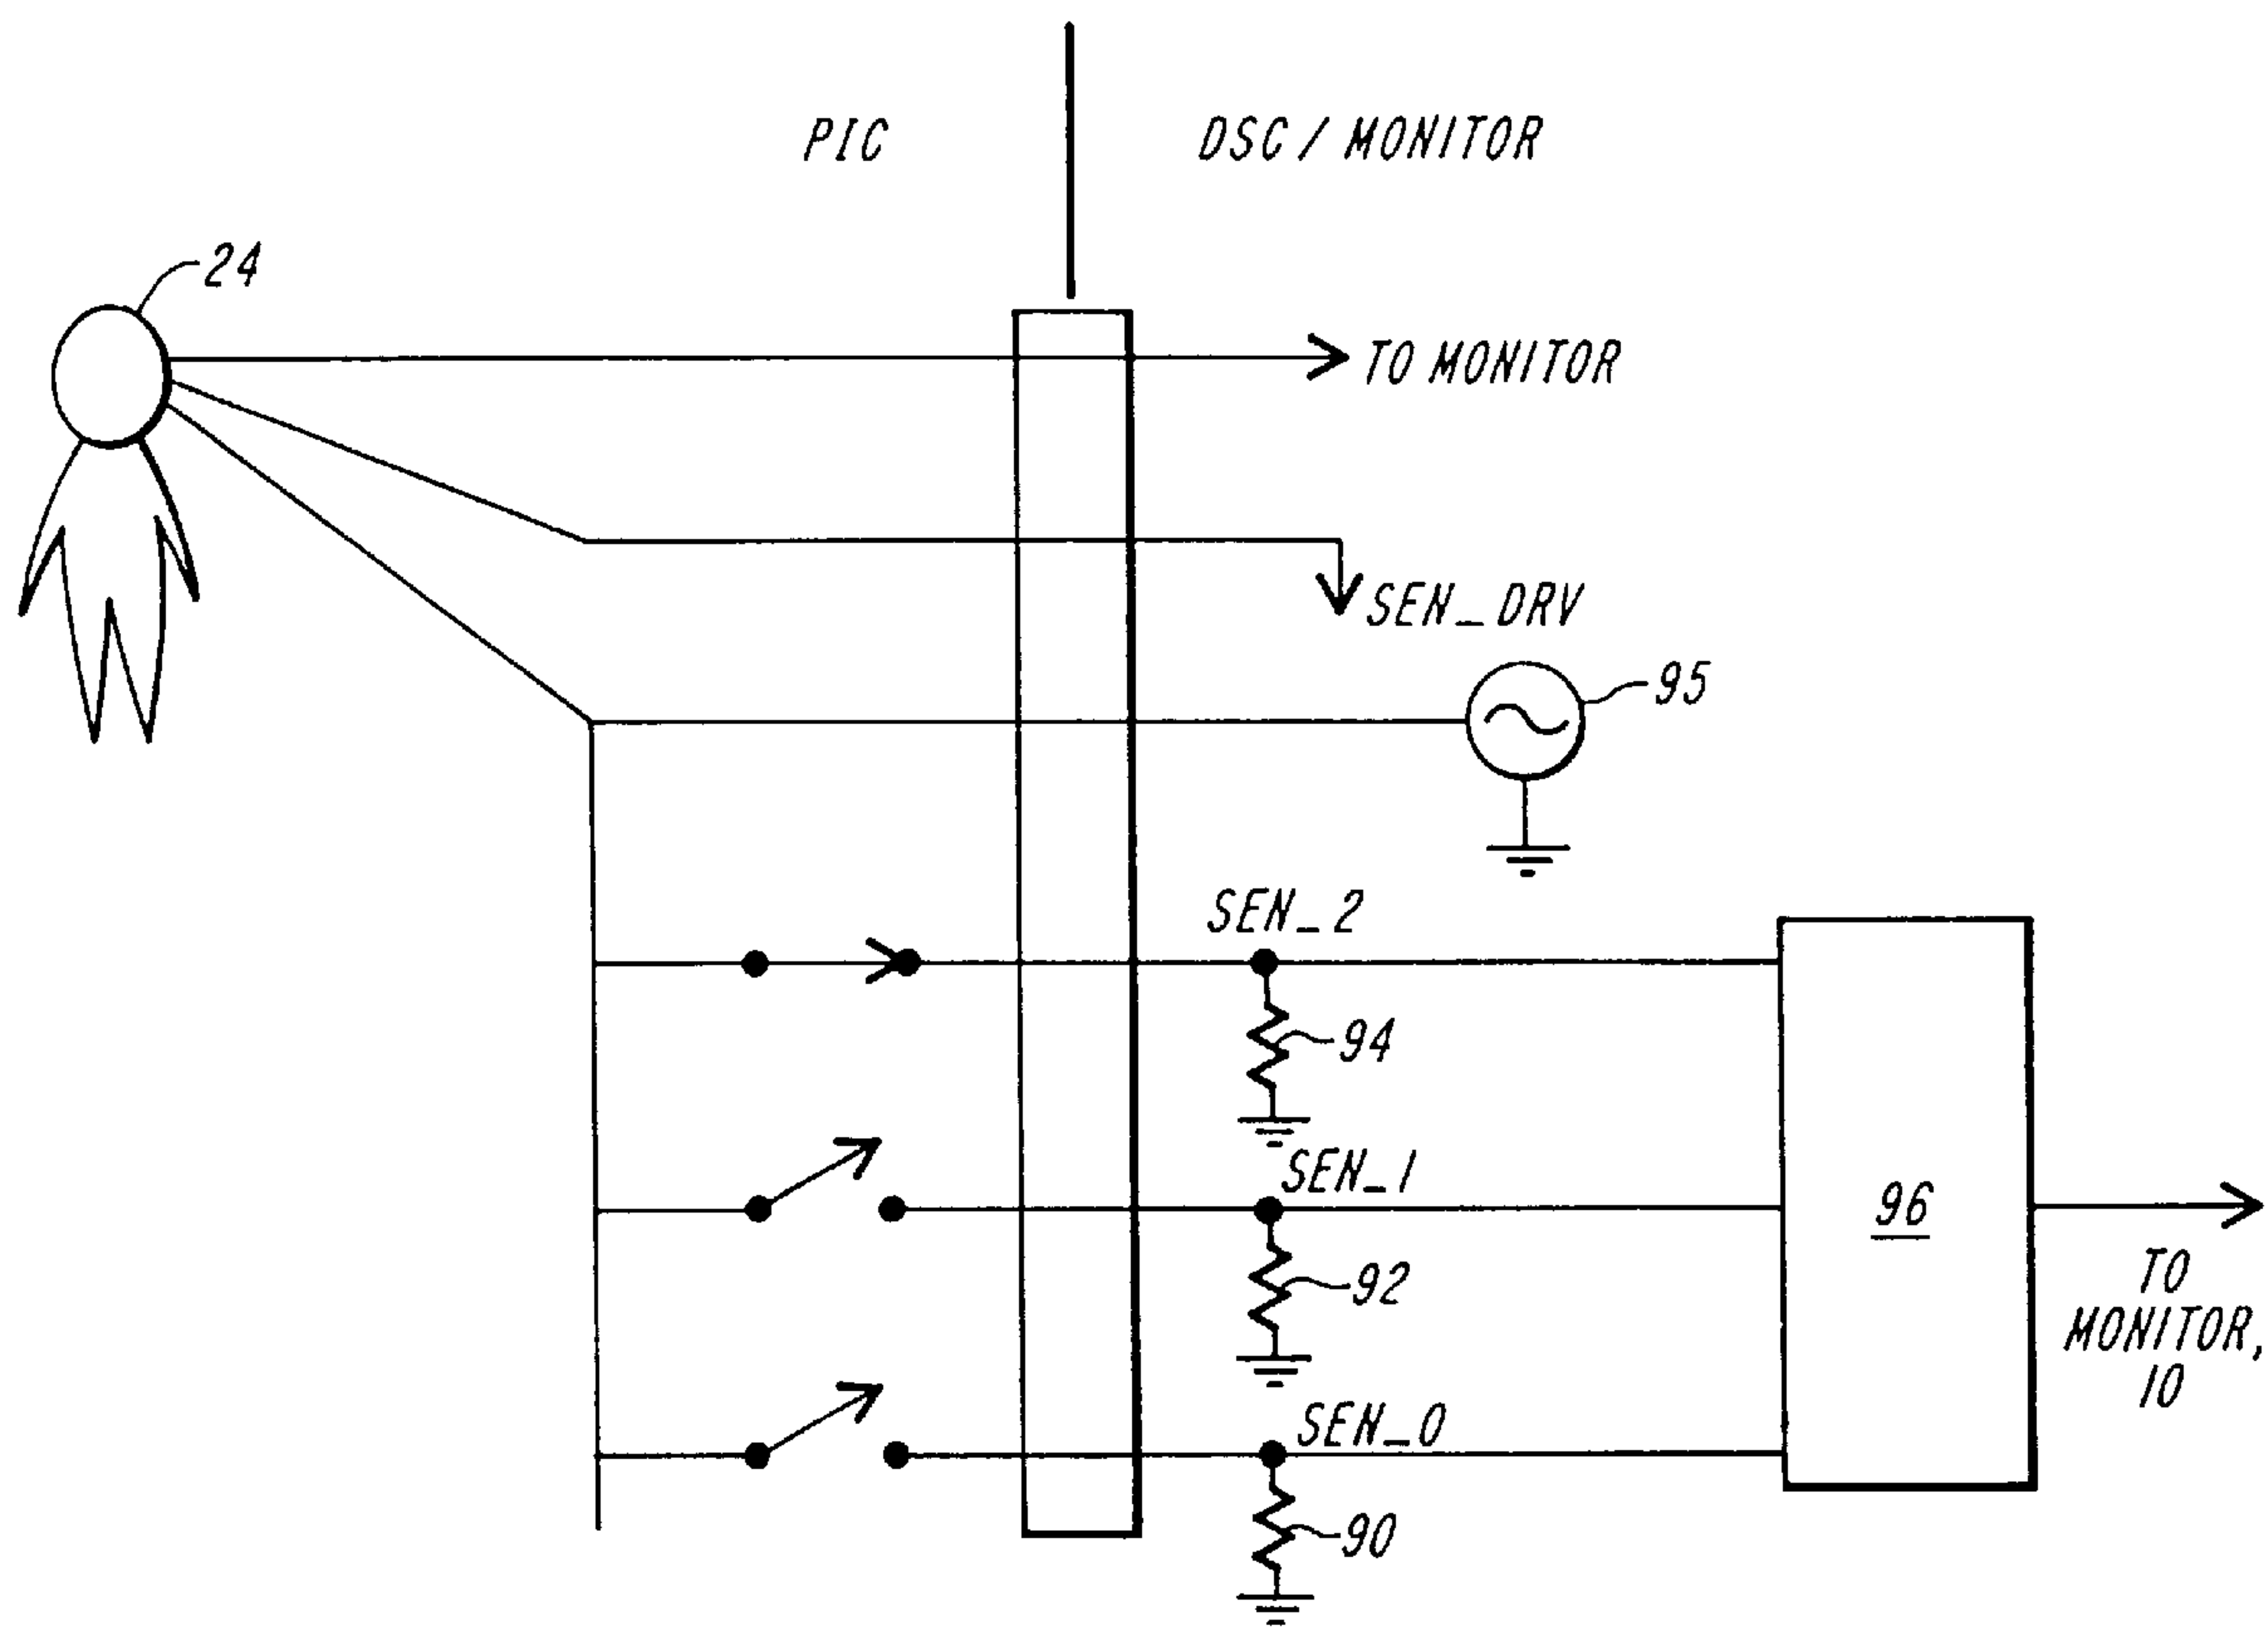 PIC
DSC/MONITOR
24
TO MONITOR
SEN_DRV
95
SEN_2
94
SEN_1
92
96
TO
MONITOR,
10
SEN_0
90